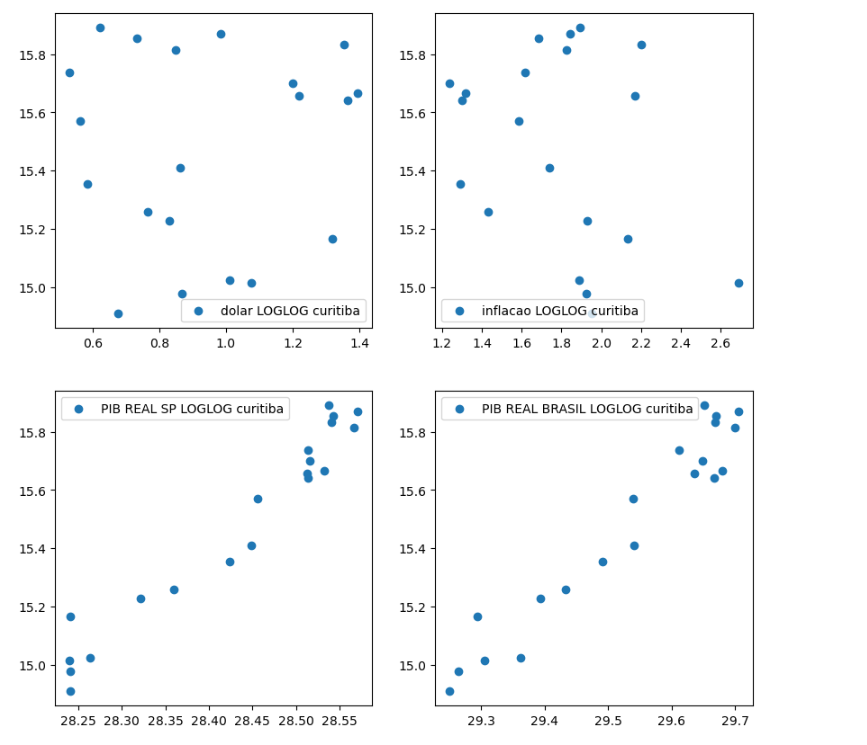 15.8
15.6
15.4
15.2
15.0
dolar LOGLOG curitiba
0.6 0.8 1.0 1.2 1.4
15.8
15.6
15.4
15.2
15.0
inflacao LOGLOG curitiba
1.2 1.4 1.6 1.8 2.0 2.2 2.4 2.6
PIB REAL SP LOGLOG curitiba
15.8
15.6
15.4
15.2
15.0
28.25 28.30 28.35 28.40 28.45 28.50 28.55
PIB REAL BRASIL LOGLOG curitiba
15.8
15.6
15.4
15.2
15.0
29.3 29.4 29.5 29.6 29.7